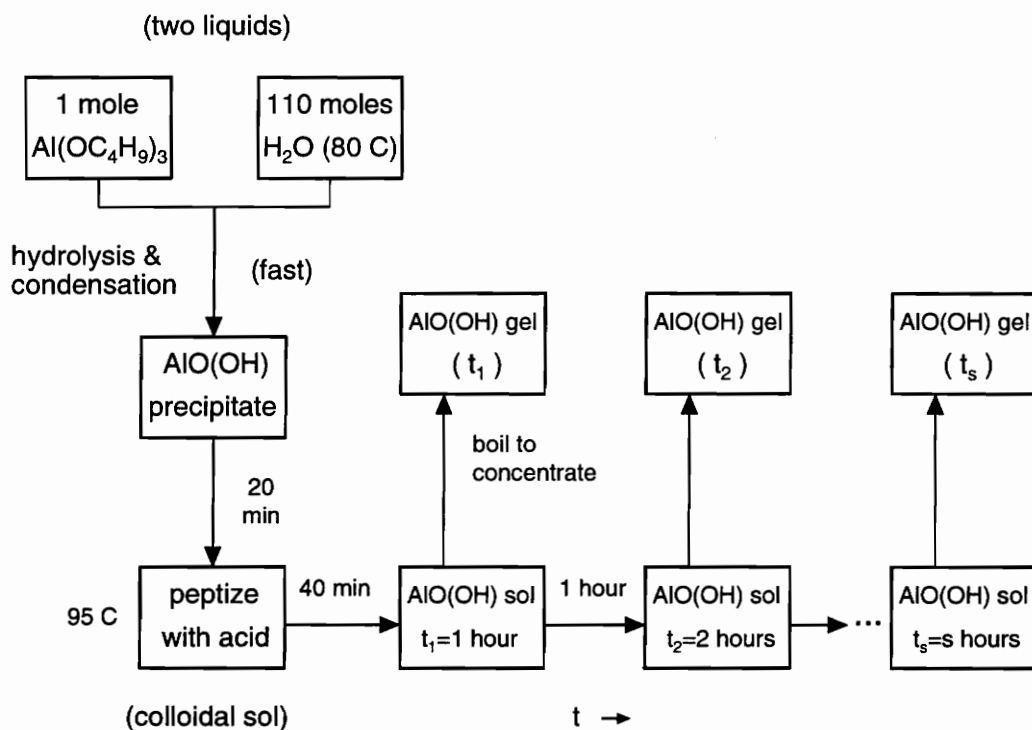 (two liquids)
1 mole
Al(OC₄H₉)₃
110 moles
H₂O (80 C)
hydrolysis &
condensation
(fast)
AlO(OH)
precipitate
20
min
95 C
peptize
with acid
(colloidal sol)
40 min
AlO(OH) gel
( t₁ )
boil to
concentrate
AlO(OH) sol
t₁=1 hour
1 hour
AlO(OH) gel
( t₂ )
AlO(OH) sol
t₂=2 hours
...
AlO(OH) gel
( tₛ )
AlO(OH) sol
tₛ=s hours
t →